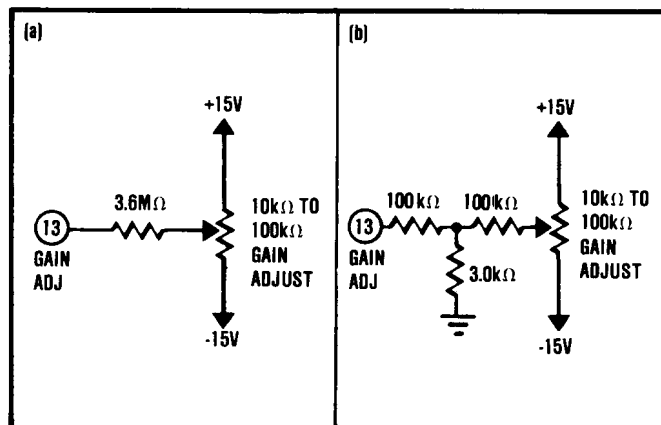 (a)
+15V
3.6MΩ
13
GAIN
ADJ
10kΩ TO
100kΩ
GAIN
ADJUST
-15V
(b)
+15V
100kΩ
100kΩ
13
GAIN
ADJ
3.0kΩ
10kΩ TO
100kΩ
GAIN
ADJUST
-15V